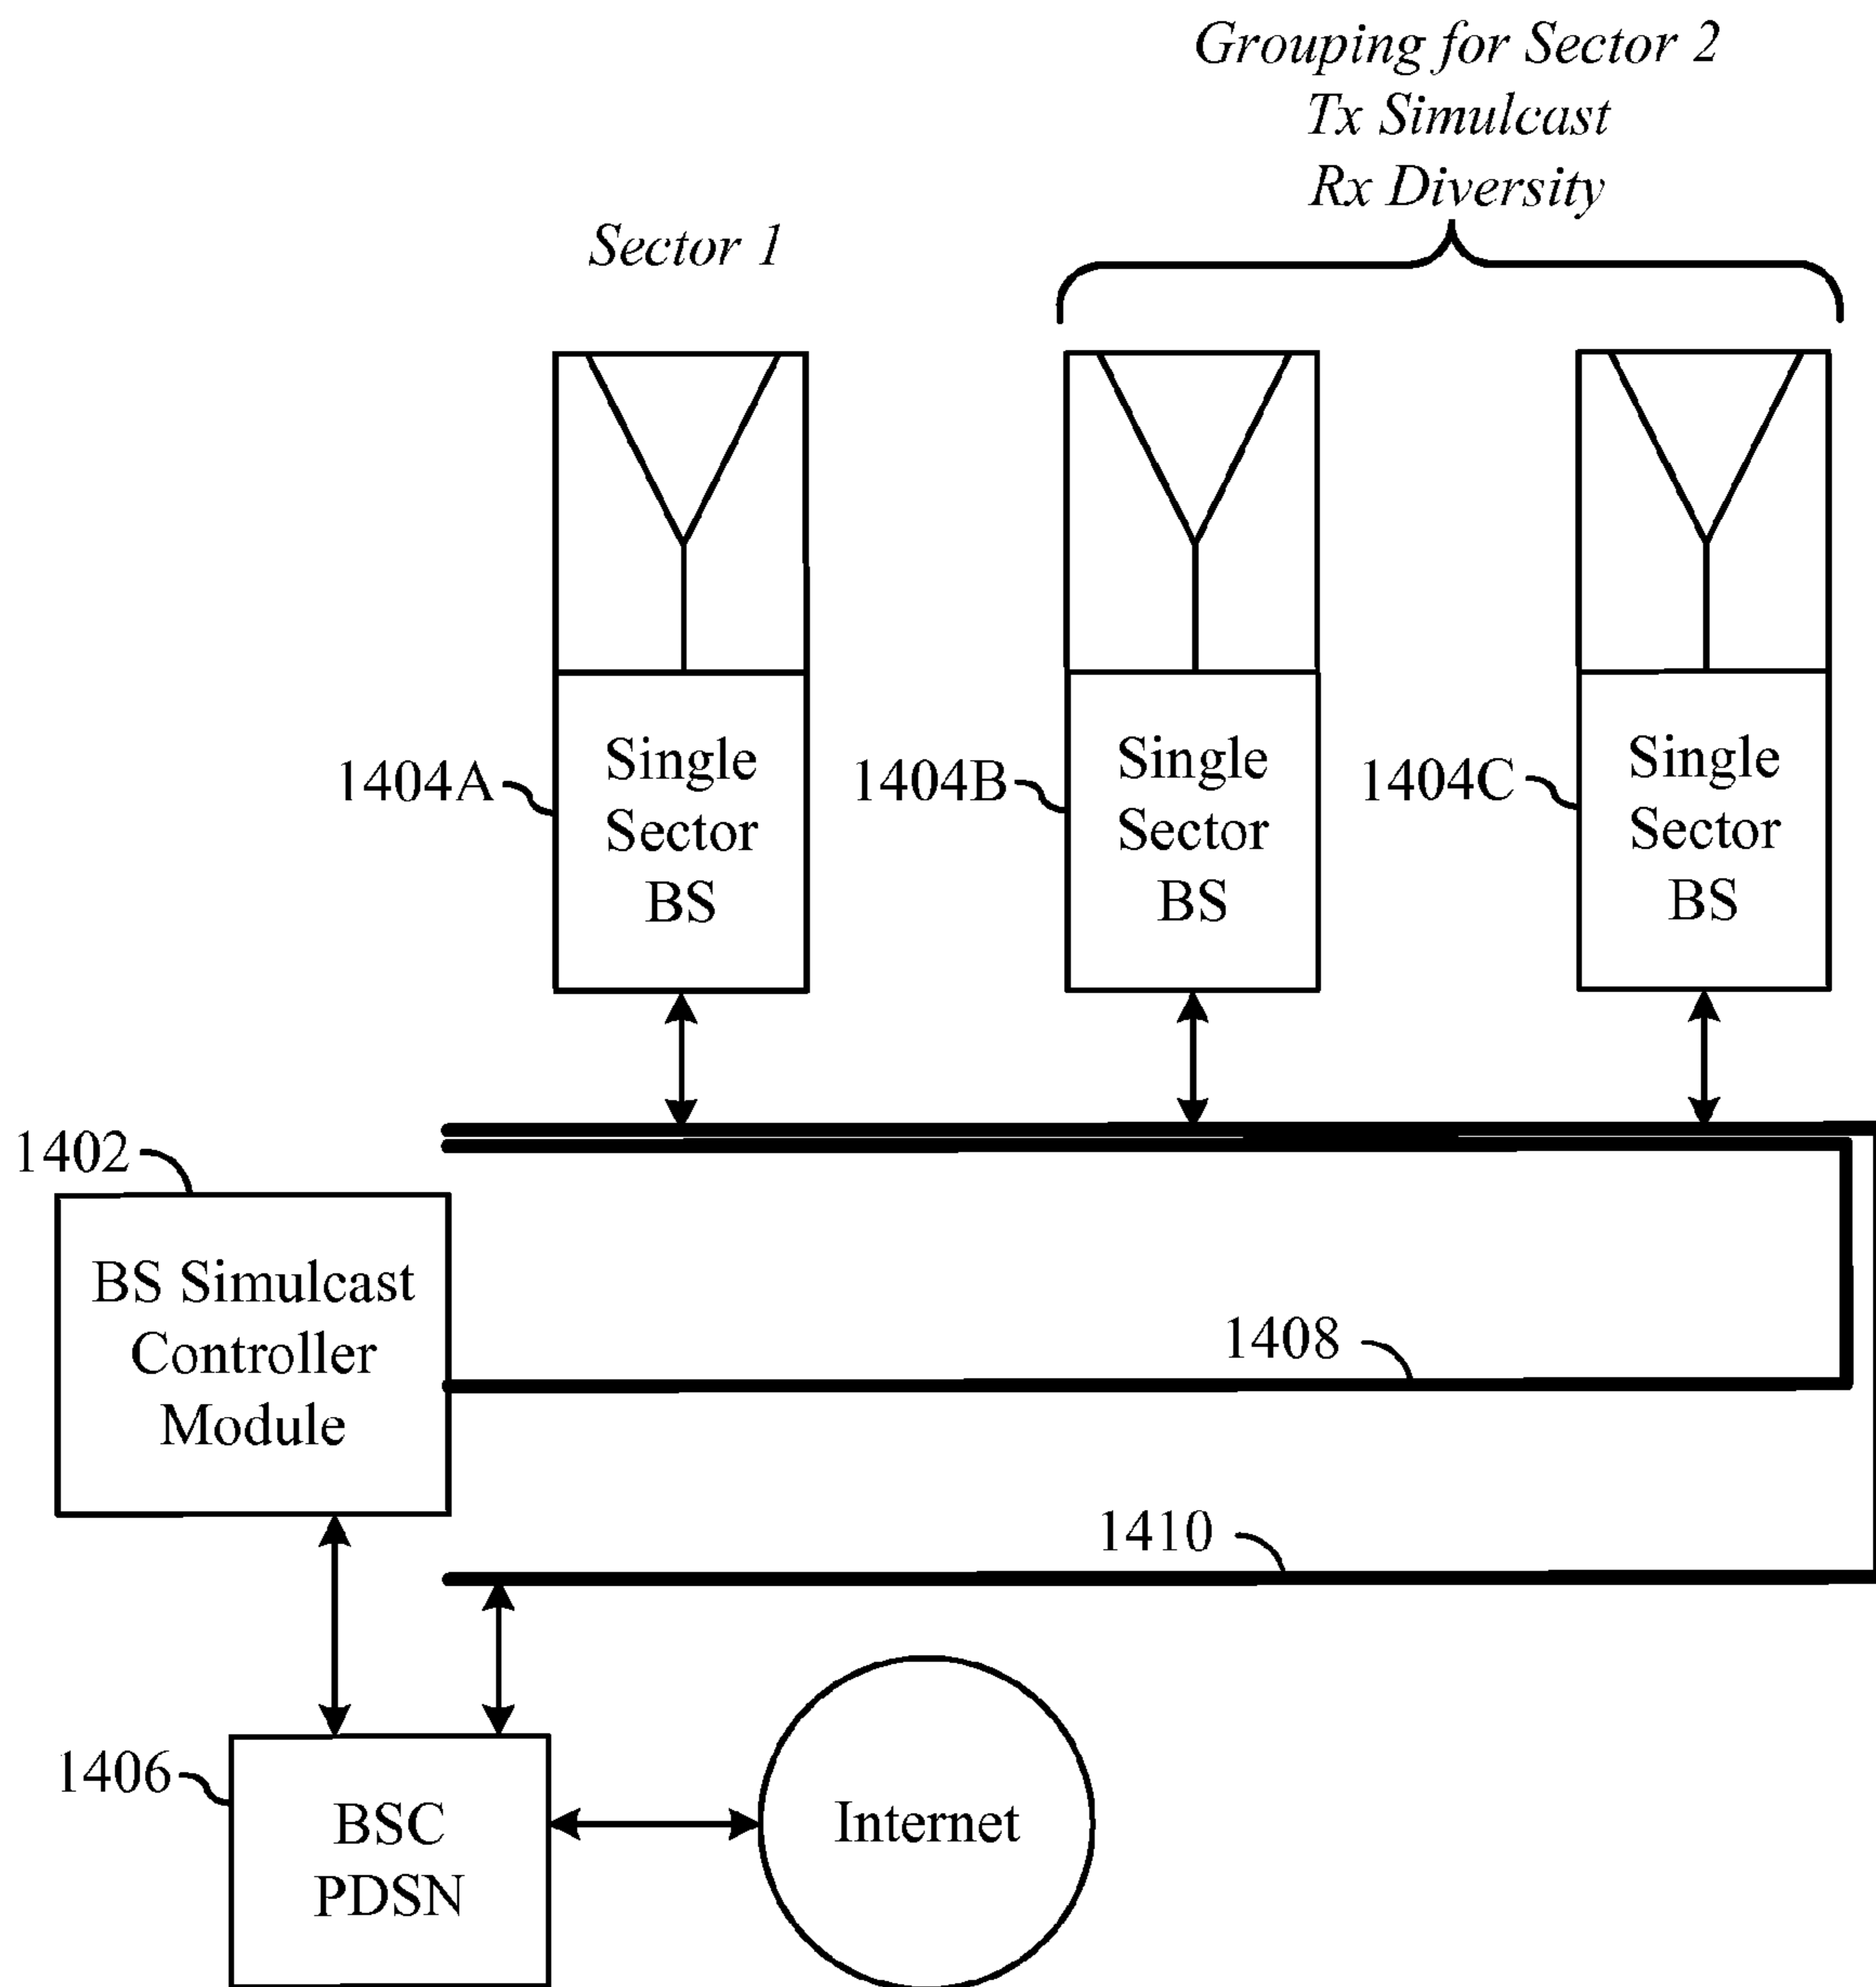 Grouping for Sector 2
Tx Simulcast
Rx Diversity
Sector 1
1404A
Single
Sector
BS
1404B
Single
Sector
BS
1404C
Single
Sector
BS
1402
BS Simulcast
Controller
Module
1408
1410
1406
BSC
PDSN
Internet